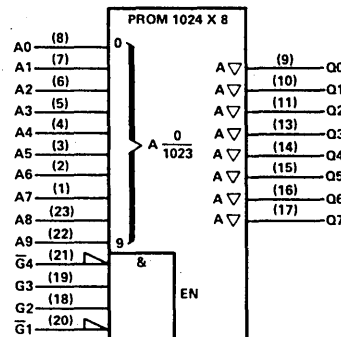 PROM 1024 X 8
A0 (8) 0 A ▽ (9) Q0
A1 (7) A ▽ (10) Q1
A2 (6) A ▽ (11) Q2
A3 (5) A ▽ (13) Q3
A4 (4) A 0/1023 A ▽ (14) Q4
A5 (3) A ▽ (15) Q5
A6 (2) A ▽ (16) Q6
A7 (1) A ▽ (17) Q7
A8 (23)
A9 (22) 9
G̅4 (21) &
G3 (19) EN
G2 (18)
G̅1 (20)